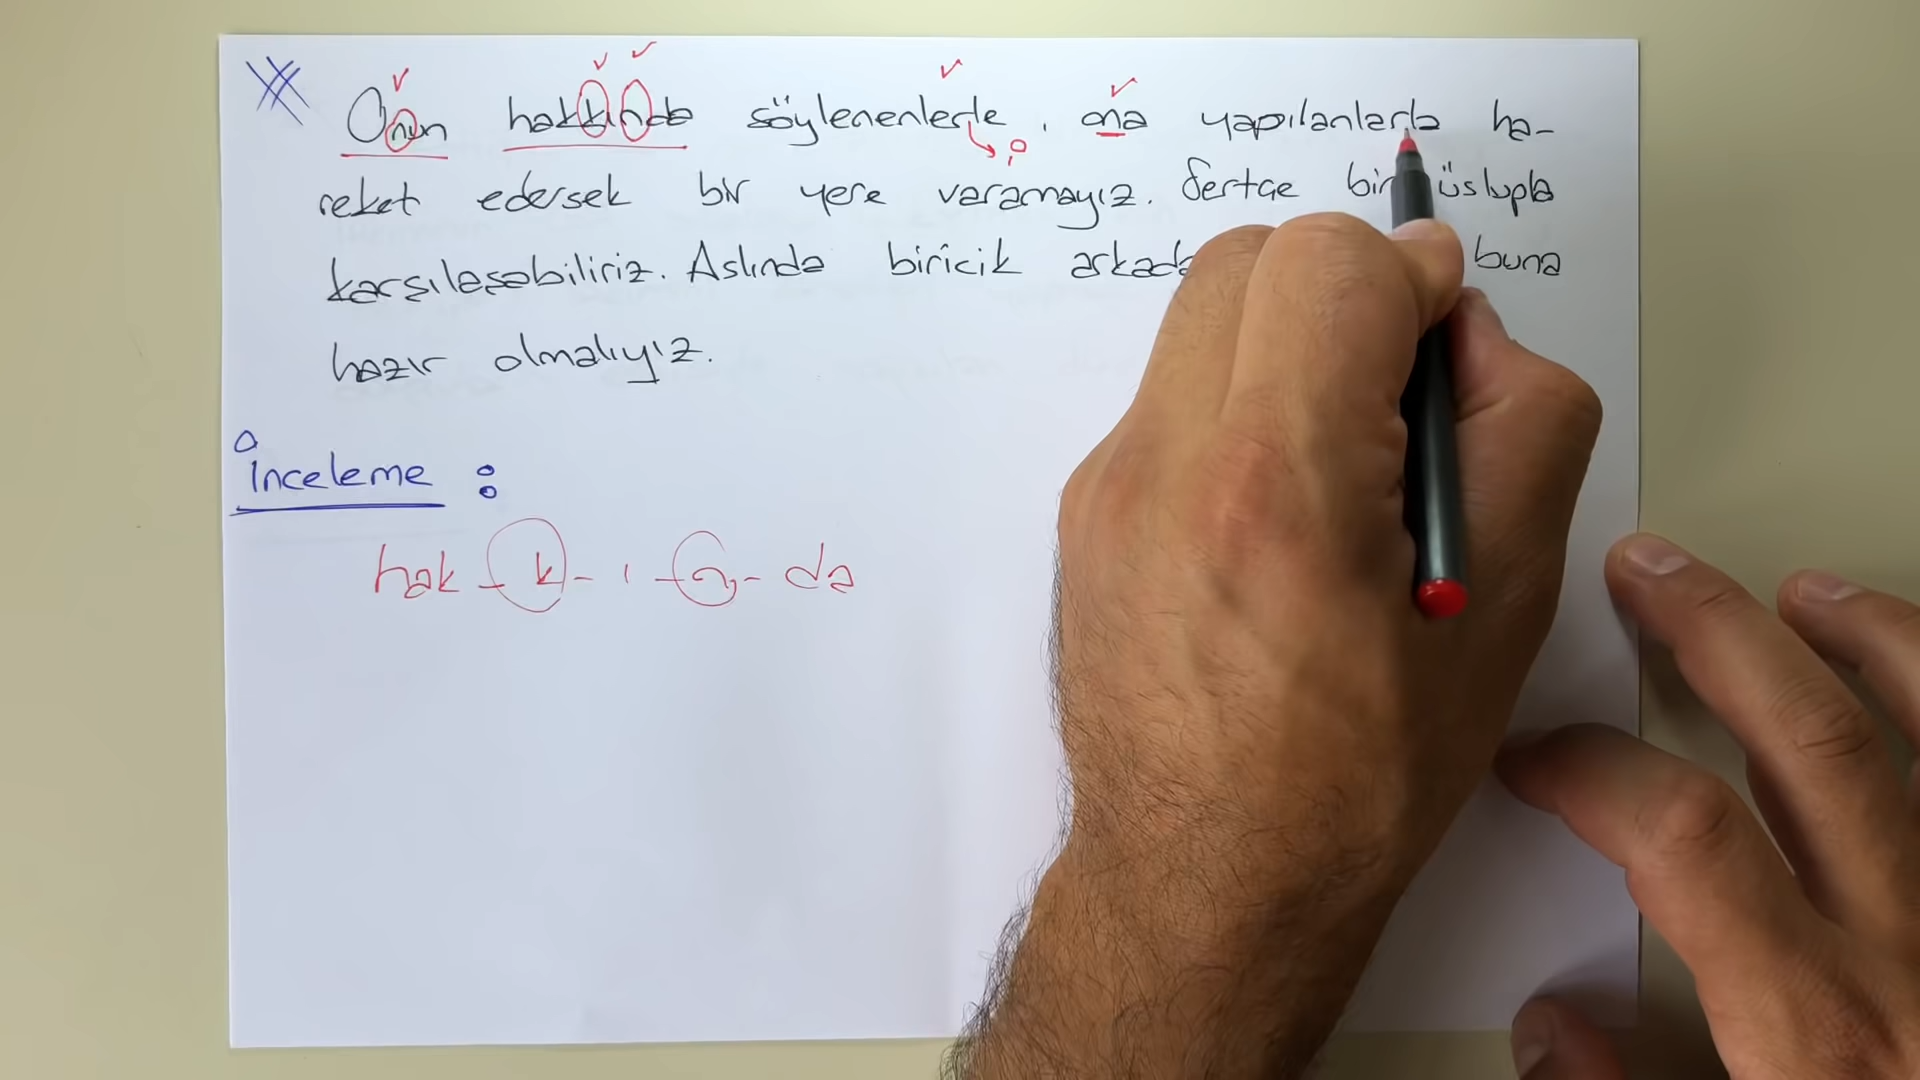 Onun hakkında söylenenlerle, ona yapılanlarla ha-
reket edersek bir yere varamayız. Sertçe bir üslupla
karşılaşabiliriz. Aslında biricik buna
hazır olmalıyız.
İnceleme :
hak - k - ı - n - da